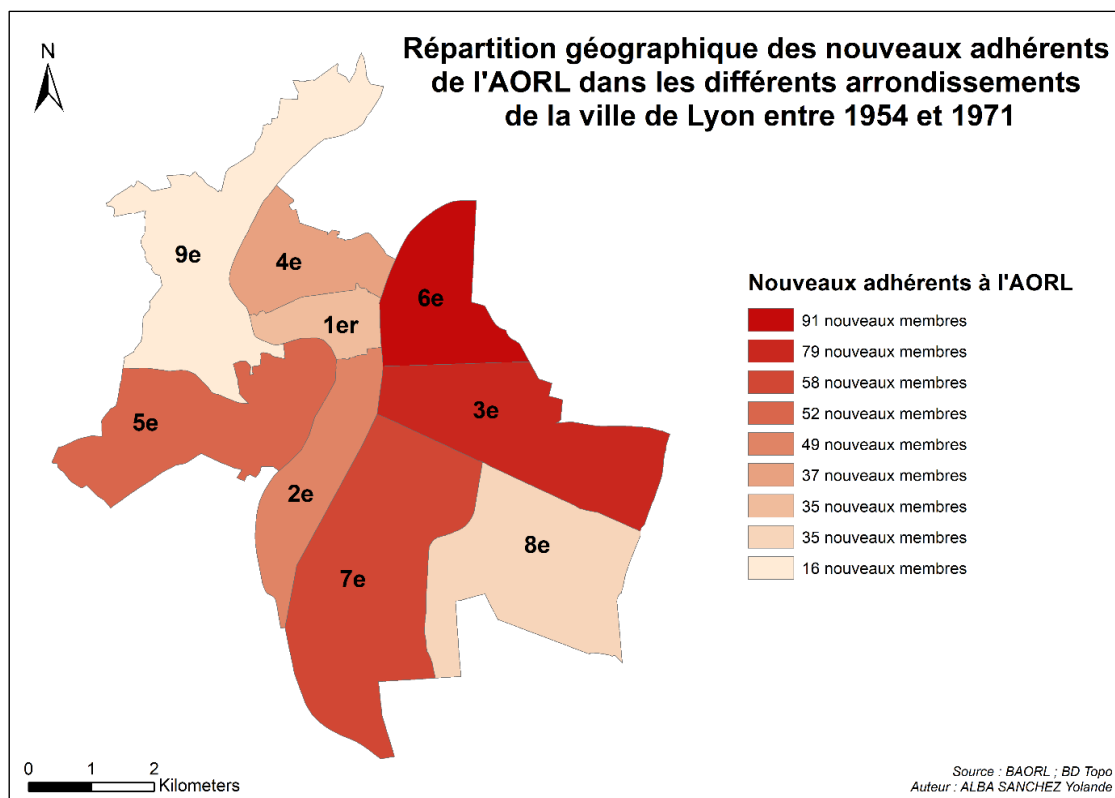 N
Répartition géographique des nouveaux adhérents
de l'AORL dans les différents arrondissements
de la ville de Lyon entre 1954 et 1971
9e
4e
6e
1er
3e
5e
2e
8e
7e
Nouveaux adhérents à l'AORL
91 nouveaux membres
79 nouveaux membres
58 nouveaux membres
52 nouveaux membres
49 nouveaux membres
37 nouveaux membres
35 nouveaux membres
35 nouveaux membres
16 nouveaux membres
0 1 2
Kilometers
Source : BAORL ; BD Topo
Auteur : ALBA SANCHEZ Yolande